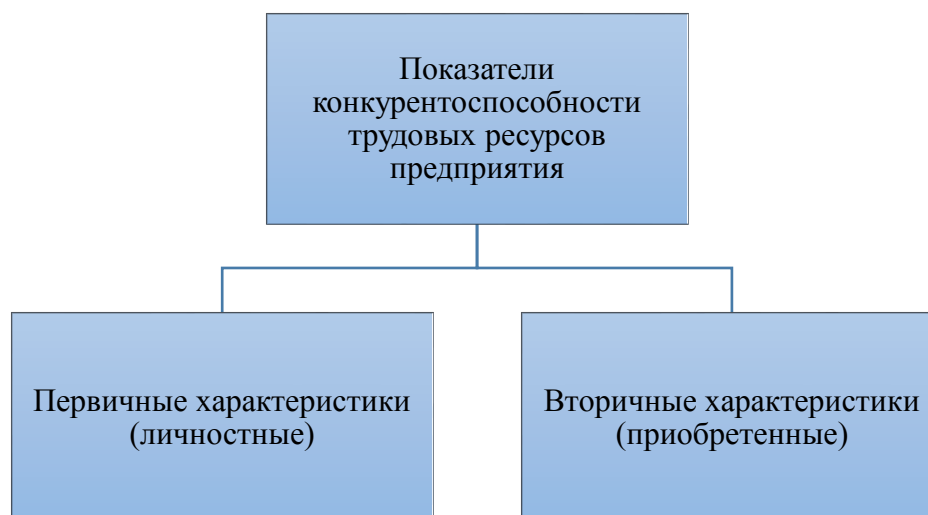 Показатели
конкурентоспособности
трудовых ресурсов
предприятия
Первичные характеристики
(личностные)
Вторичные характеристики
(приобретенные)